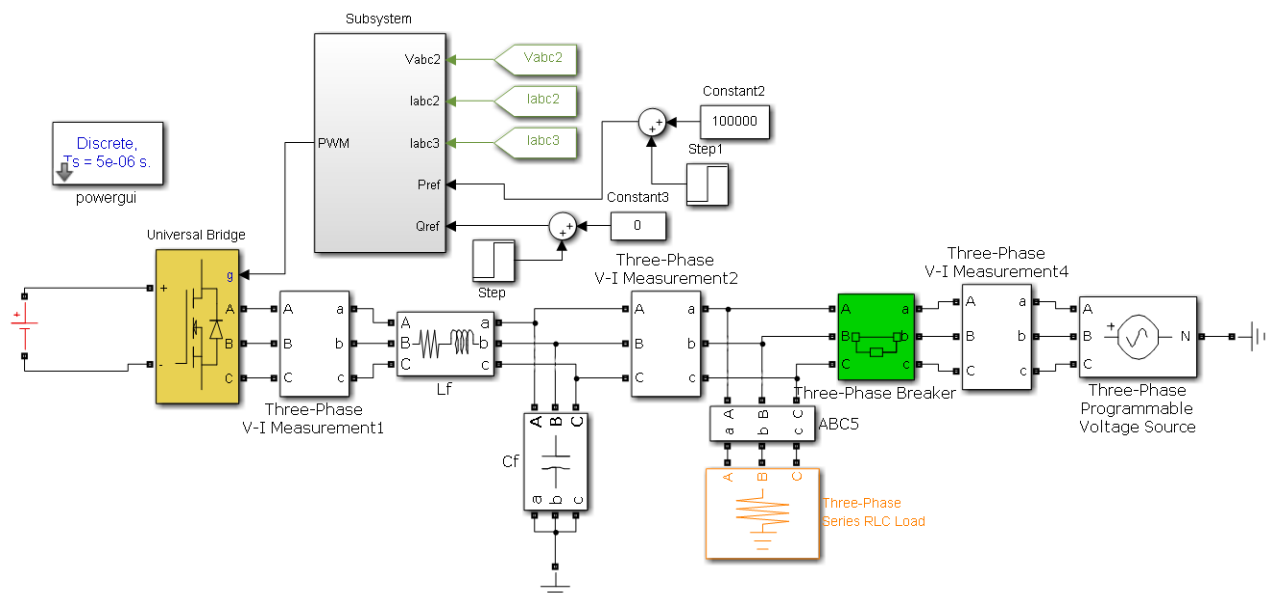 Subsystem
Vabc2
Vabc2
Iabc2
Iabc2
Iabc3
Iabc3
PWM
Pref
Qref
Constant2
100000
Step1
Constant3
0
Step
Discrete,
Ts = 5e-06 s.
powergui
Universal Bridge
g
+
-
A
B
C
A
B
C
a
b
c
Three-Phase
V-I Measurement1
A
B
C
a
b
c
Lf
A B C
a b c
Cf
Three-Phase
V-I Measurement2
A
B
C
a
b
c
A B C
a b c
ABC5
A B C
Three-Phase
Series RLC Load
A
B
C
a
b
c
Three-Phase Breaker
Three-Phase
V-I Measurement4
A
B
C
a
b
c
A
B
C
N
Three-Phase
Programmable
Voltage Source